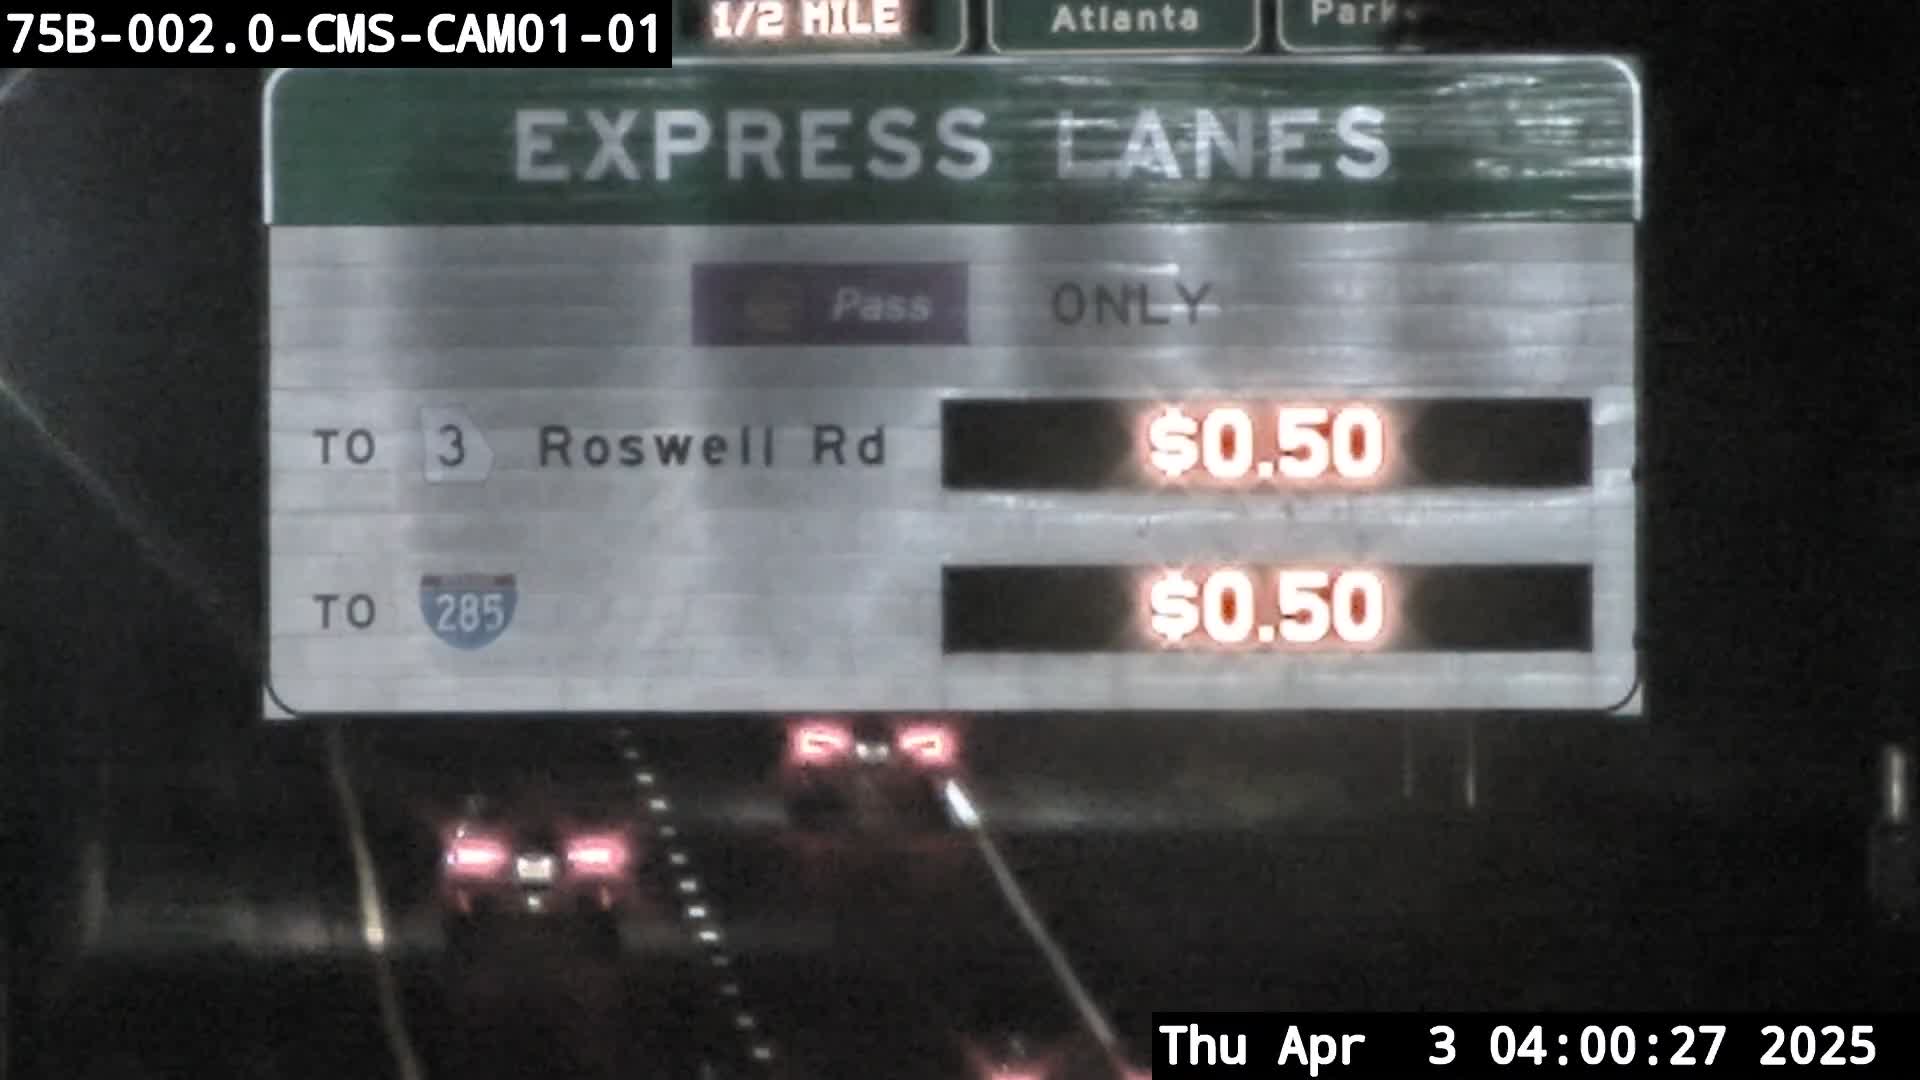 75B-002.0-CMS-CAM01-01
1/2 MILE
Atlanta
EXPRESS LANES
Pass ONLY
TO 3 Roswell Rd $0.50
TO 285 $0.50
Thu Apr 3 04:00:27 2025